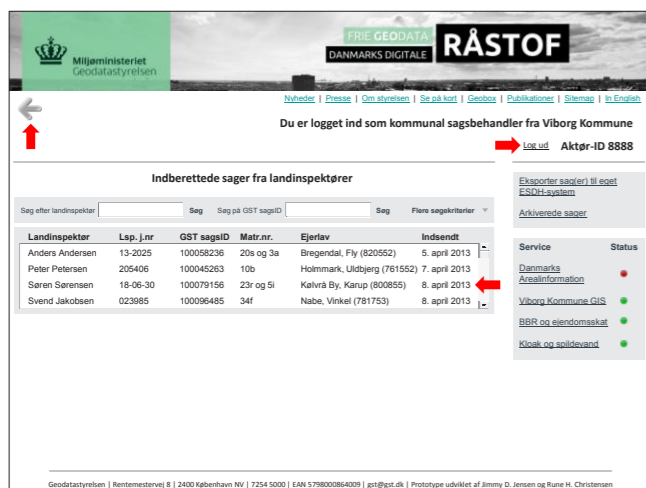 FRIE GEODATA
DANMARKS DIGITALE RÅSTOF
Miljøministeriet
Geodatastyrelsen
Nyheder | Presse | Om styrelsen | Se på kort | Geobox | Publikationer | Sitemap | In English
Du er logget ind som kommunal sagsbehandler fra Viborg Kommune
Log ud Aktør-ID 8888
Indberettede sager fra landinspektører
Søg efter landinspektør Søg Søg på GST sagsID Søg Flere søgekriterier
Landinspektør Lsp. j.nr GST sagsID Matr.nr. Ejerlav Indsendt
Anders Andersen 13-2025 100058236 20s og 3a Bregendal, Fly (820552) 5. april 2013
Peter Petersen 205406 100045263 10b Holmmark, Uldbjerg (761552) 7. april 2013
Søren Sørensen 18-06-30 100079156 23r og 5i Kølvrå By, Karup (800855) 8. april 2013
Svend Jakobsen 023985 100096485 34f Nabe, Vinkel (781753) 8. april 2013
Eksporter sag(er) til eget
ESDH-system
Arkiverede sager
Service Status
Danmarks
Arealinformation
Viborg Kommune GIS
BBR og ejendomsskat
Kloak og spildevand
Geodatastyrelsen | Rentemestervej 8 | 2400 København NV | 7254 5000 | EAN 5798000864009 | gst@gst.dk | Prototype udviklet af Jimmy D. Jensen og Rune H. Christensen